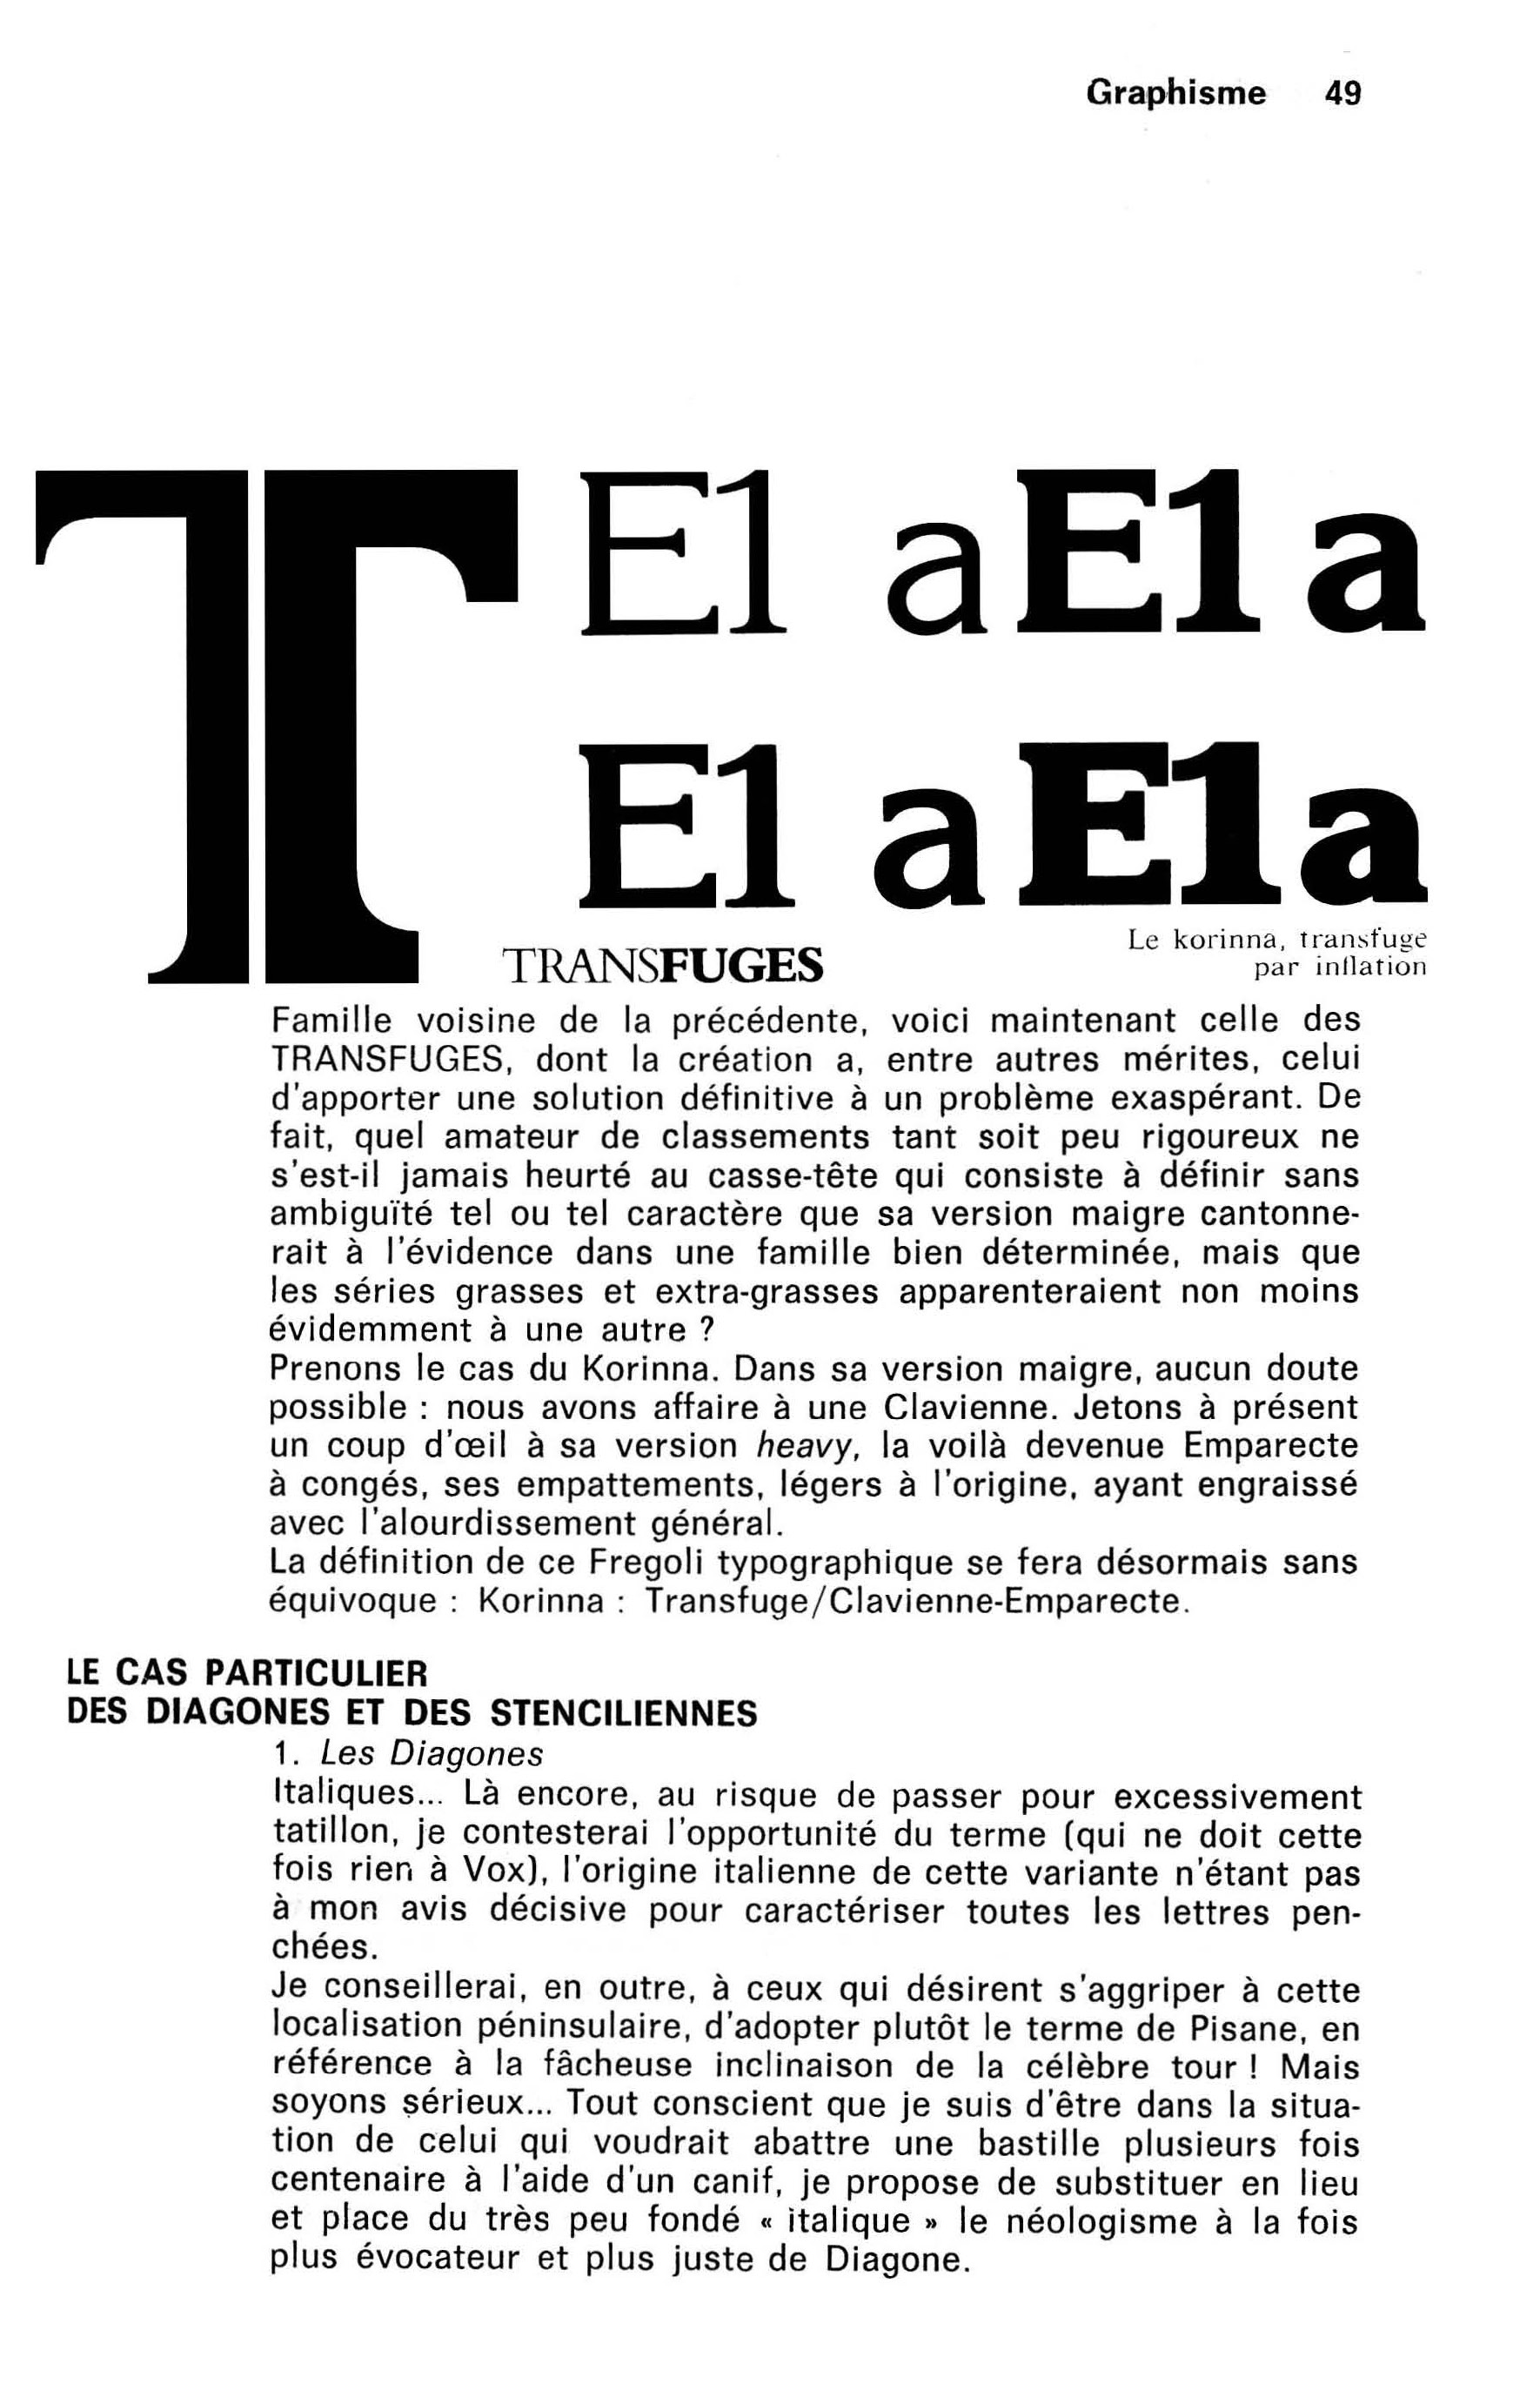 Graphisme 49
T
E1 a E1 a
E1 a E1 a
TRANSFUGES
Le korinna, transfuge
par inflation
Famille voisine de la précédente, voici maintenant celle des
TRANSFUGES, dont la création a, entre autres mérites, celui
d'apporter une solution définitive à un problème exaspérant. De
fait, quel amateur de classements tant soit peu rigoureux ne
s'est-il jamais heurté au casse-tête qui consiste à définir sans
ambiguïté tel ou tel caractère que sa version maigre cantonne-
rait à l'évidence dans une famille bien déterminée, mais que
les séries grasses et extra-grasses apparenteraient non moins
évidemment à une autre ?
Prenons le cas du Korinna. Dans sa version maigre, aucun doute
possible : nous avons affaire à une Clavienne. Jetons à présent
un coup d'œil à sa version heavy, la voilà devenue Emparecte
à congés, ses empattements, légers à l'origine, ayant engraissé
avec l'alourdissement général.
La définition de ce Fregoli typographique se fera désormais sans
équivoque : Korinna : Transfuge/Clavienne-Emparecte.
LE CAS PARTICULIER
DES DIAGONES ET DES STENCILIENNES
1. Les Diagones
Italiques... Là encore, au risque de passer pour excessivement
tatillon, je contesterai l'opportunité du terme (qui ne doit cette
fois rien à Vox), l'origine italienne de cette variante n'étant pas
à mon avis décisive pour caractériser toutes les lettres pen-
chées.
Je conseillerai, en outre, à ceux qui désirent s'aggriper à cette
localisation péninsulaire, d'adopter plutôt le terme de Pisane, en
référence à la fâcheuse inclinaison de la célèbre tour ! Mais
soyons sérieux... Tout conscient que je suis d'être dans la situa-
tion de celui qui voudrait abattre une bastille plusieurs fois
centenaire à l'aide d'un canif, je propose de substituer en lieu
et place du très peu fondé « italique » le néologisme à la fois
plus évocateur et plus juste de Diagone.